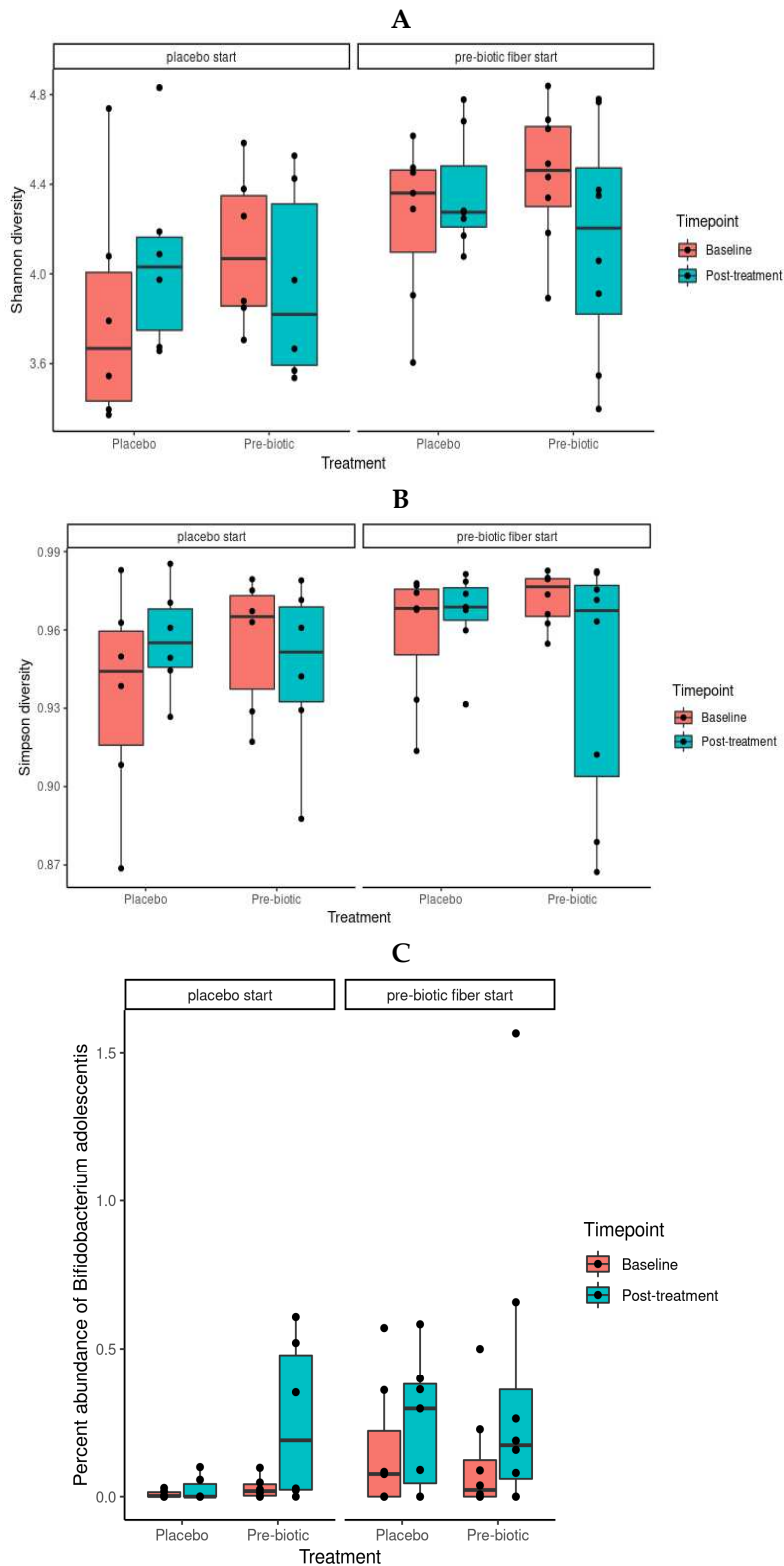 A
placebo start
pre-biotic fiber start
Shannon diversity
4.8
4.4
4.0
3.6
Placebo
Pre-biotic
Placebo
Pre-biotic
Treatment
Timepoint
Baseline
Post-treatment
B
placebo start
pre-biotic fiber start
Simpson diversity
0.99
0.96
0.93
0.90
0.87
Placebo
Pre-biotic
Placebo
Pre-biotic
Treatment
Timepoint
Baseline
Post-treatment
C
placebo start
pre-biotic fiber start
Percent abundance of Bifidobacterium adolescentis
1.5
1.0
0.5
0.0
Placebo
Pre-biotic
Placebo
Pre-biotic
Treatment
Timepoint
Baseline
Post-treatment